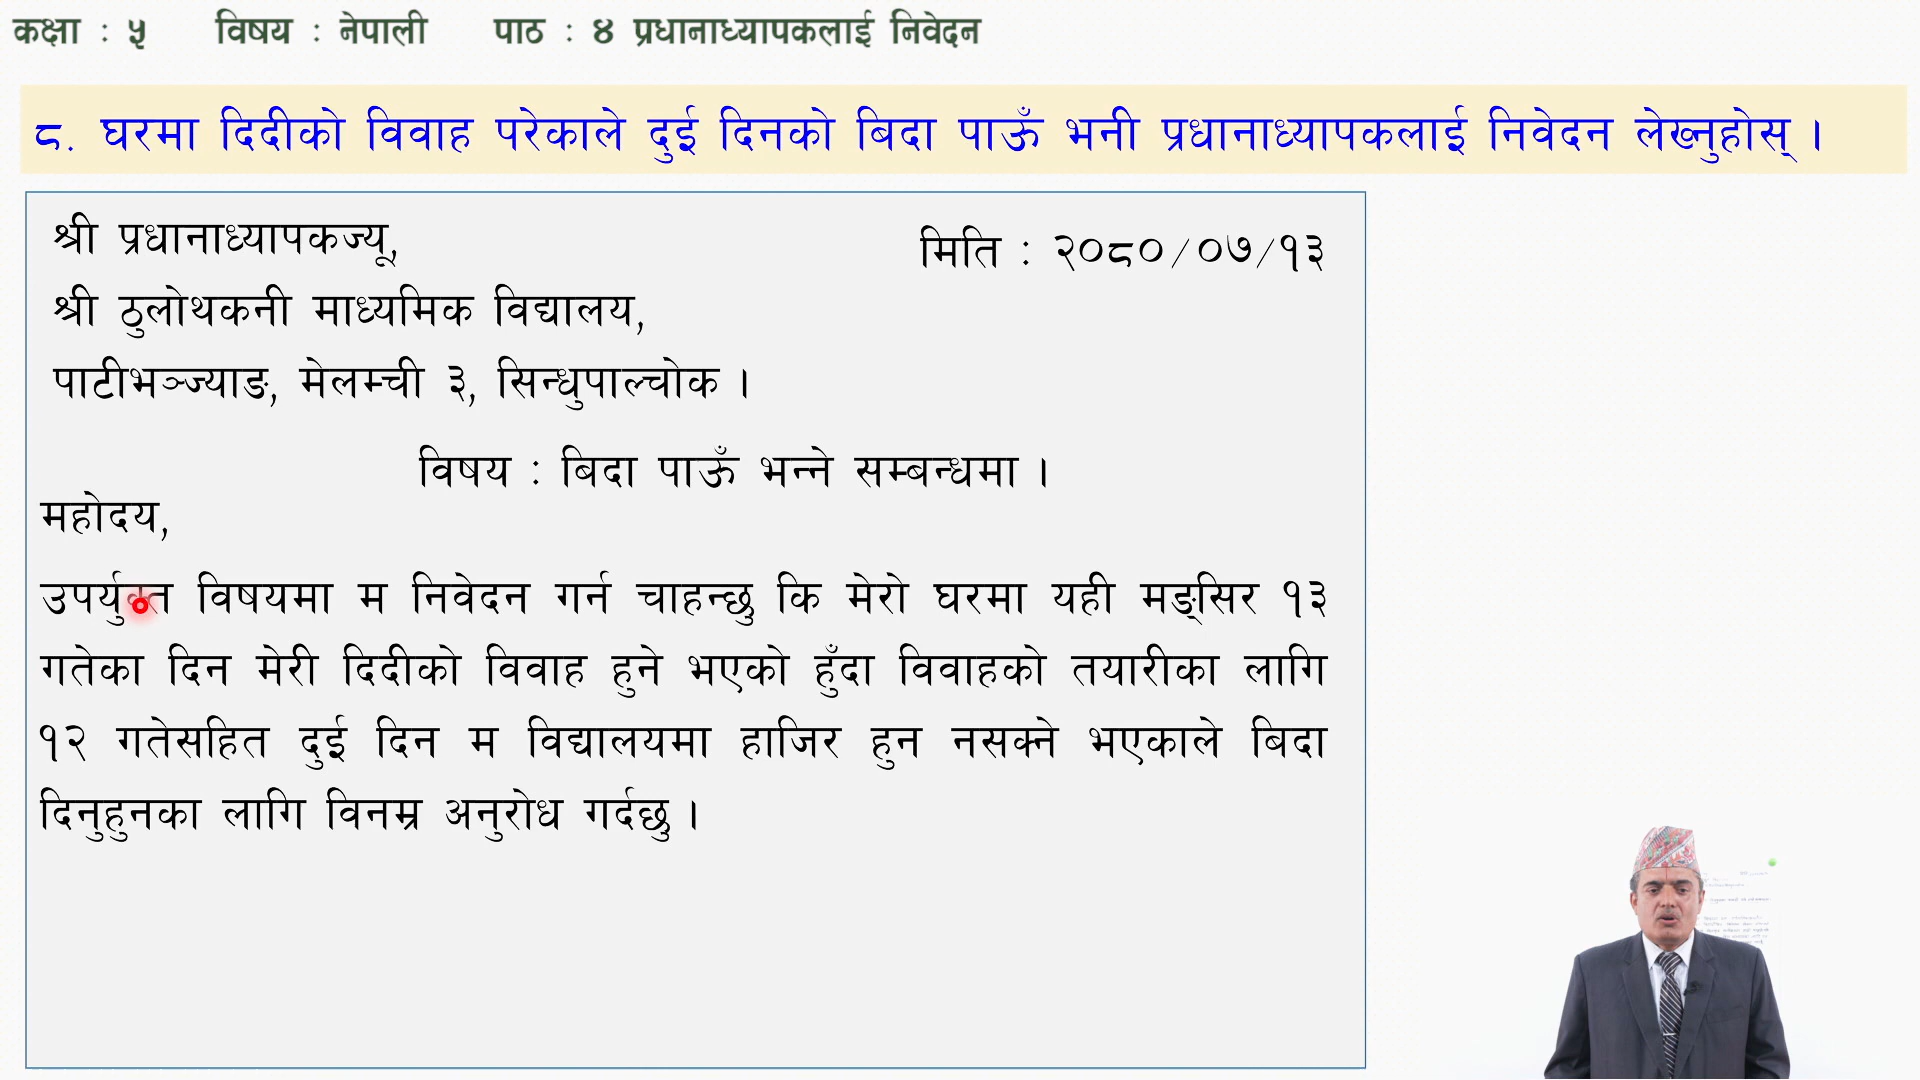 कक्षा : ५ विषय : नेपाली पाठ : ४ प्रधानाध्यापकलाई निवेदन
८. घरमा दिदीको विवाह परेकाले दुई दिनको बिदा पाऊँ भनी प्रधानाध्यापकलाई निवेदन लेख्नुहोस् ।
श्री प्रधानाध्यापकज्यू,
मिति : २०८०/०७/१३
श्री ठुलोथकनी माध्यमिक विद्यालय,
पाटीभञ्ज्याङ, मेलम्ची ३, सिन्धुपाल्चोक ।
विषय : बिदा पाऊँ भन्ने सम्बन्धमा ।
महोदय,
उपर्युक्त विषयमा म निवेदन गर्न चाहन्छु कि मेरो घरमा यही मङ्सिर १३
गतेका दिन मेरी दिदीको विवाह हुने भएको हुँदा विवाहको तयारीका लागि
१२ गतेसहित दुई दिन म विद्यालयमा हाजिर हुन नसक्ने भएकाले बिदा
दिनुहुनका लागि विनम्र अनुरोध गर्दछु ।